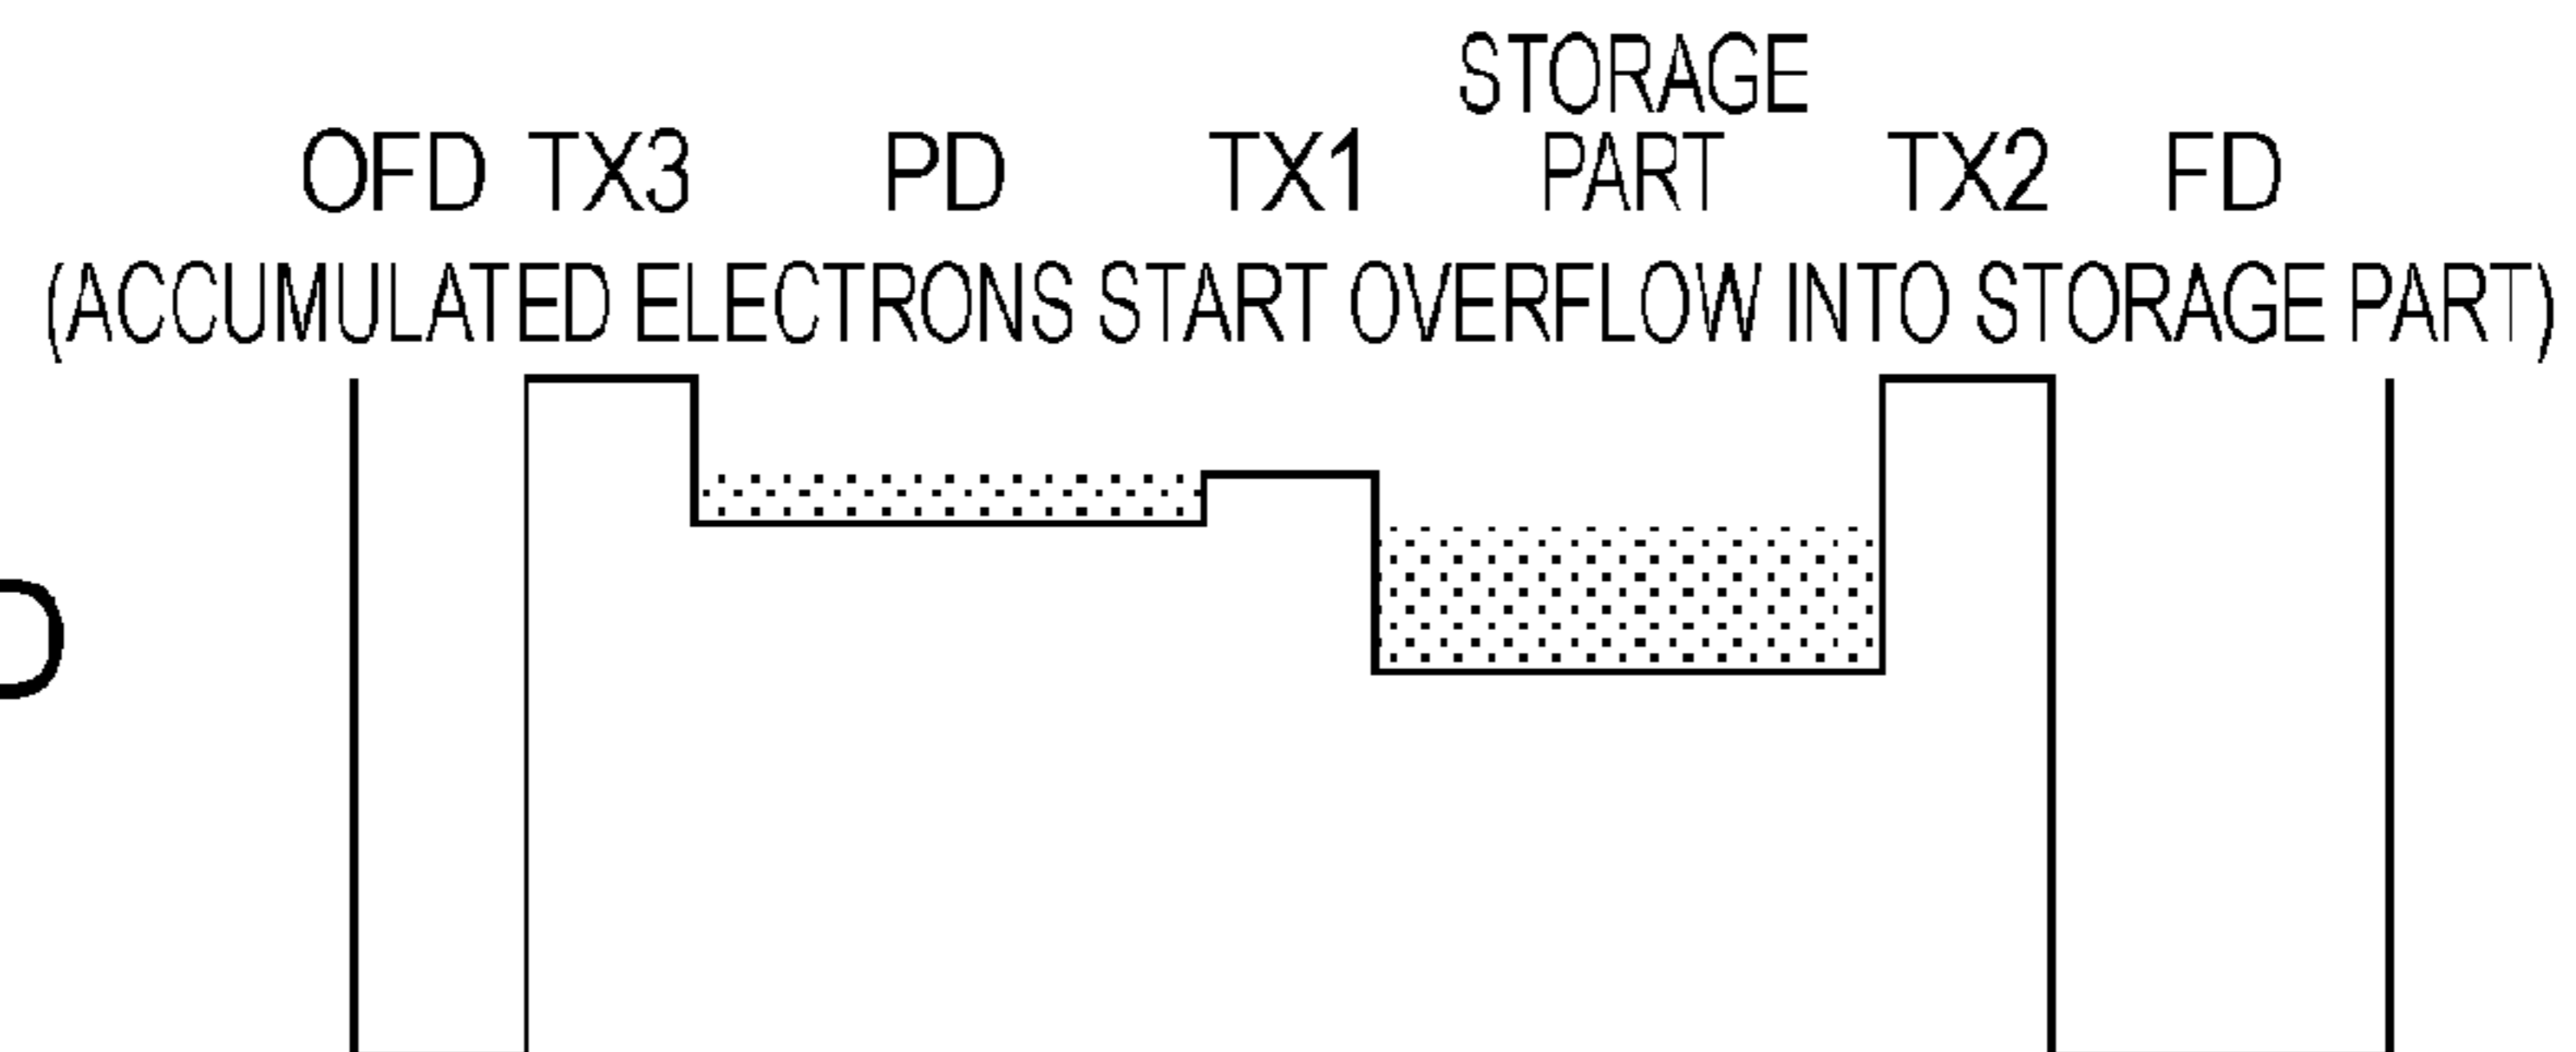 STORAGE
OFD TX3 PD TX1 PART TX2 FD
(ACCUMULATED ELECTRONS START OVERFLOW INTO STORAGE PART)